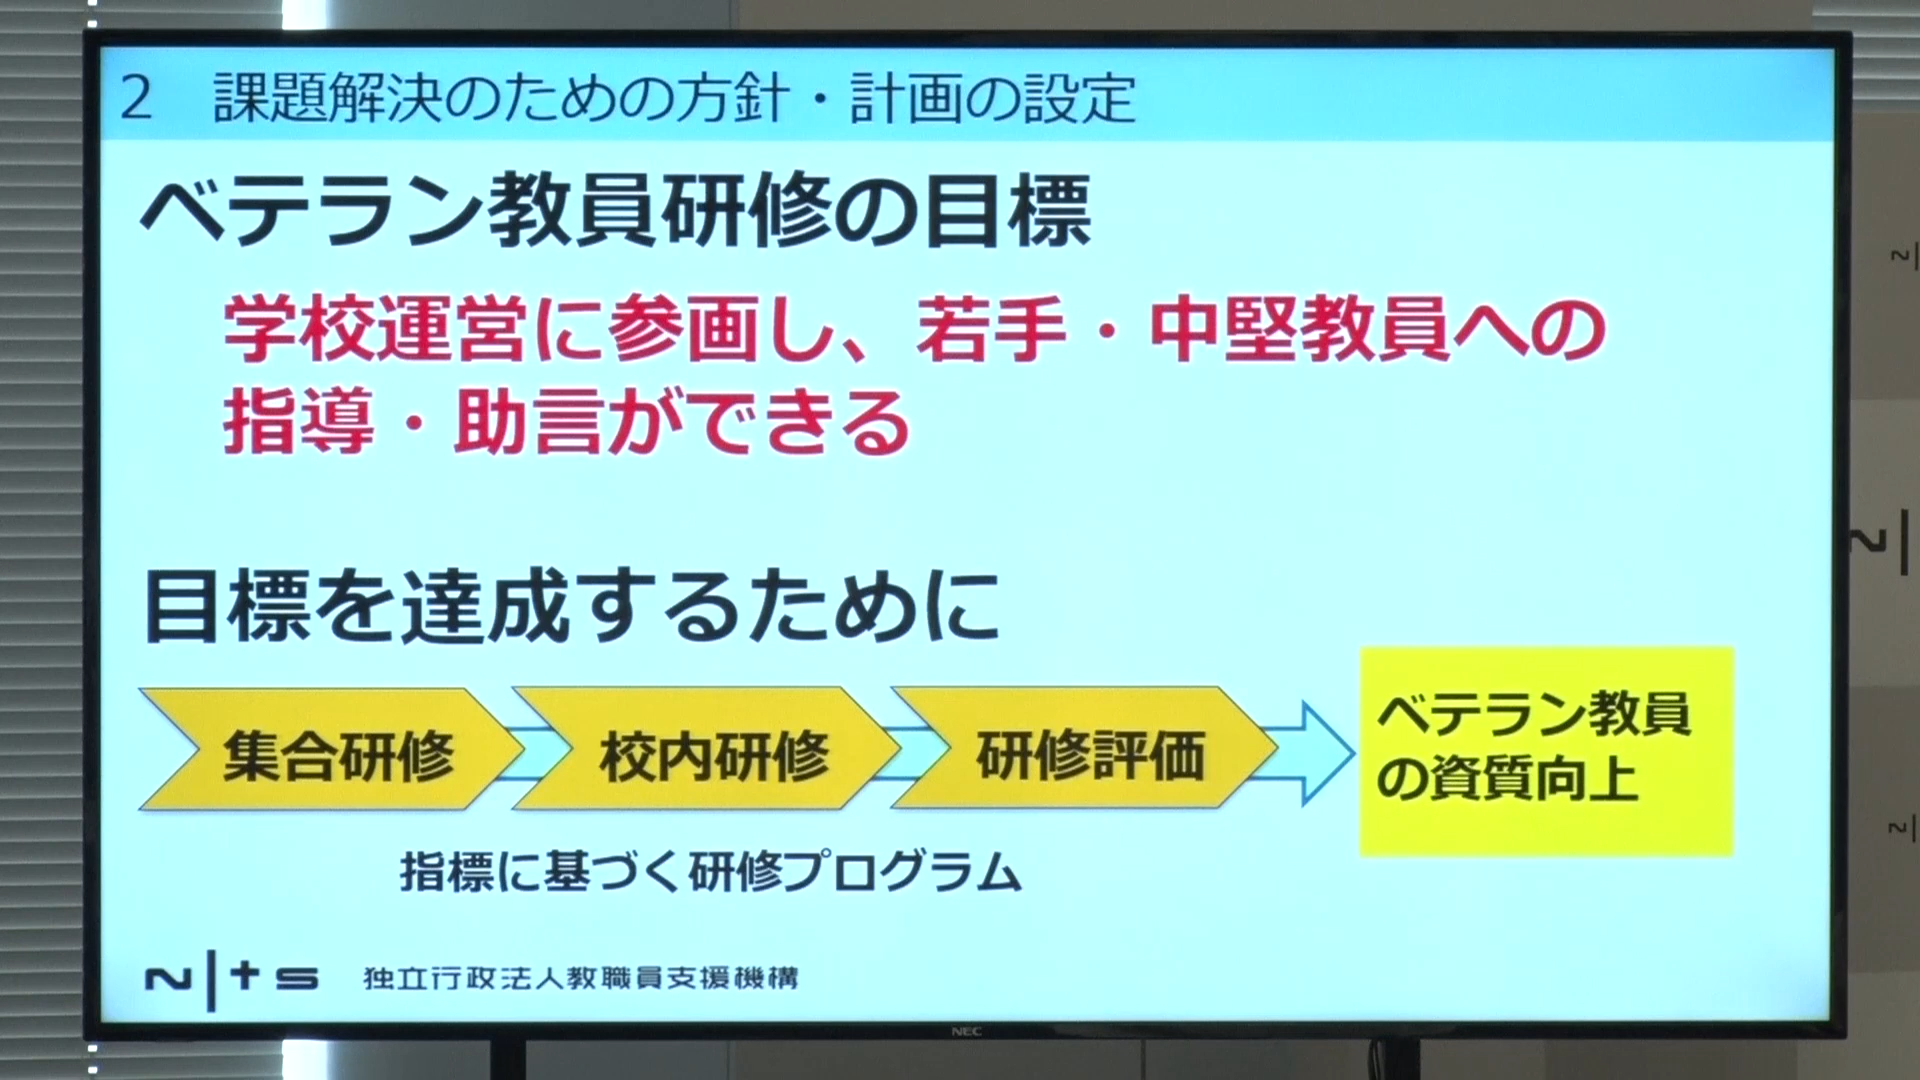 2 課題解決のための方針・計画の設定
ベテラン教員研修の目標
学校運営に参画し、若手・中堅教員への
指導・助言ができる
目標を達成するために
集合研修
校内研修
研修評価
ベテラン教員
の資質向上
指標に基づく研修プログラム
N|ts 独立行政法人教職員支援機構
NEC